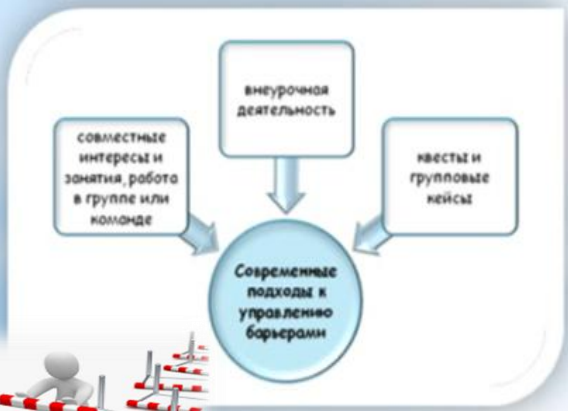 внеурочная
деятельность
совместные
интересы и
занятия, работа
в группе или
команде
квесты и
групповые
кейсы
Современные
подходы к
управлению
барьерами